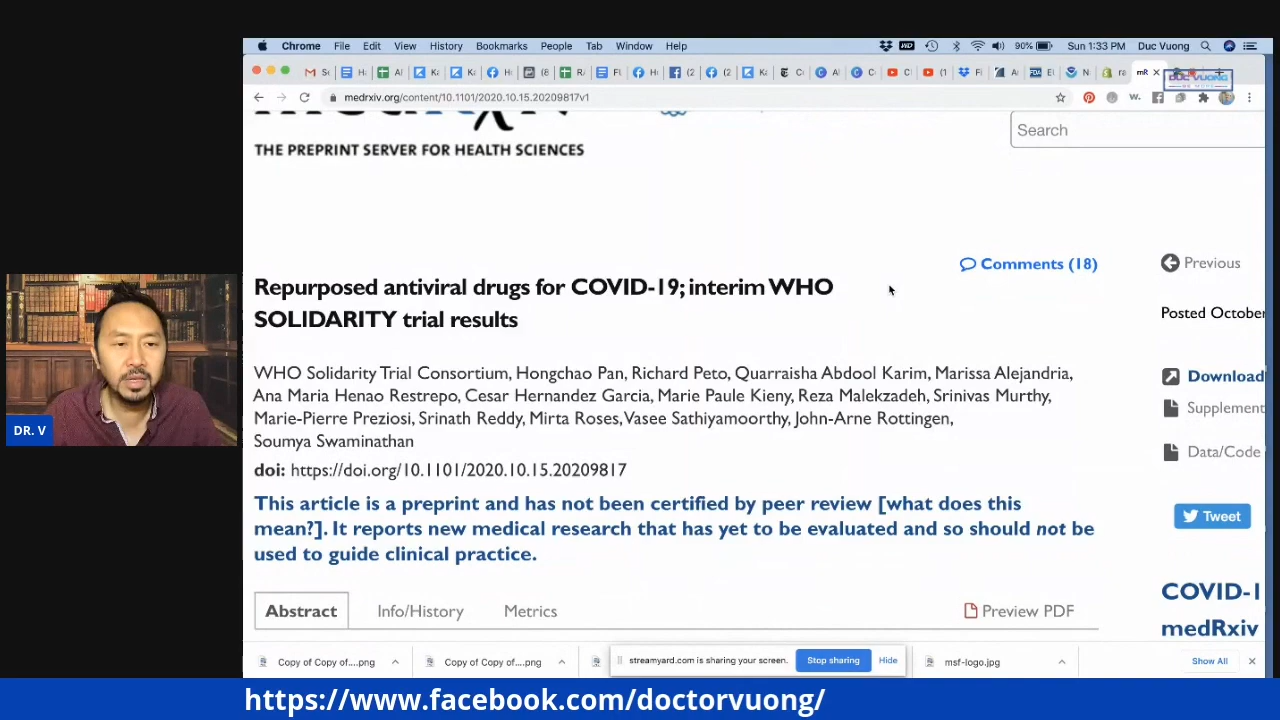 Chrome File Edit View History Bookmarks People Tab Window Help 90% Sun 1:33 PM Duc Vuong
medrxiv.org/content/10.1101/2020.10.15.20209817v1
DUC VUONG
THE PREPRINT SERVER FOR HEALTH SCIENCES
Search
Comments (18)
Previous
Repurposed antiviral drugs for COVID-19; interim WHO
SOLIDARITY trial results
Posted October
WHO Solidarity Trial Consortium, Hongchao Pan, Richard Peto, Quarraisha Abdool Karim, Marissa Alejandria,
Ana Maria Henao Restrepo, Cesar Hernandez Garcia, Marie Paule Kieny, Reza Malekzadeh, Srinivas Murthy,
Marie-Pierre Preziosi, Srinath Reddy, Mirta Roses, Vasee Sathiyamoorthy, John-Arne Rottingen,
Soumya Swaminathan
Download
Supplement
Data/Code
doi: https://doi.org/10.1101/2020.10.15.20209817
This article is a preprint and has not been certified by peer review [what does this
mean?]. It reports new medical research that has yet to be evaluated and so should not be
used to guide clinical practice.
Tweet
Abstract Info/History Metrics Preview PDF
COVID-1
medRxiv
DR. V
Copy of Copy of....png Copy of Copy of....png streamyard.com is sharing your screen. Stop sharing Hide msf-logo.jpg Show All
https://www.facebook.com/doctorvuong/